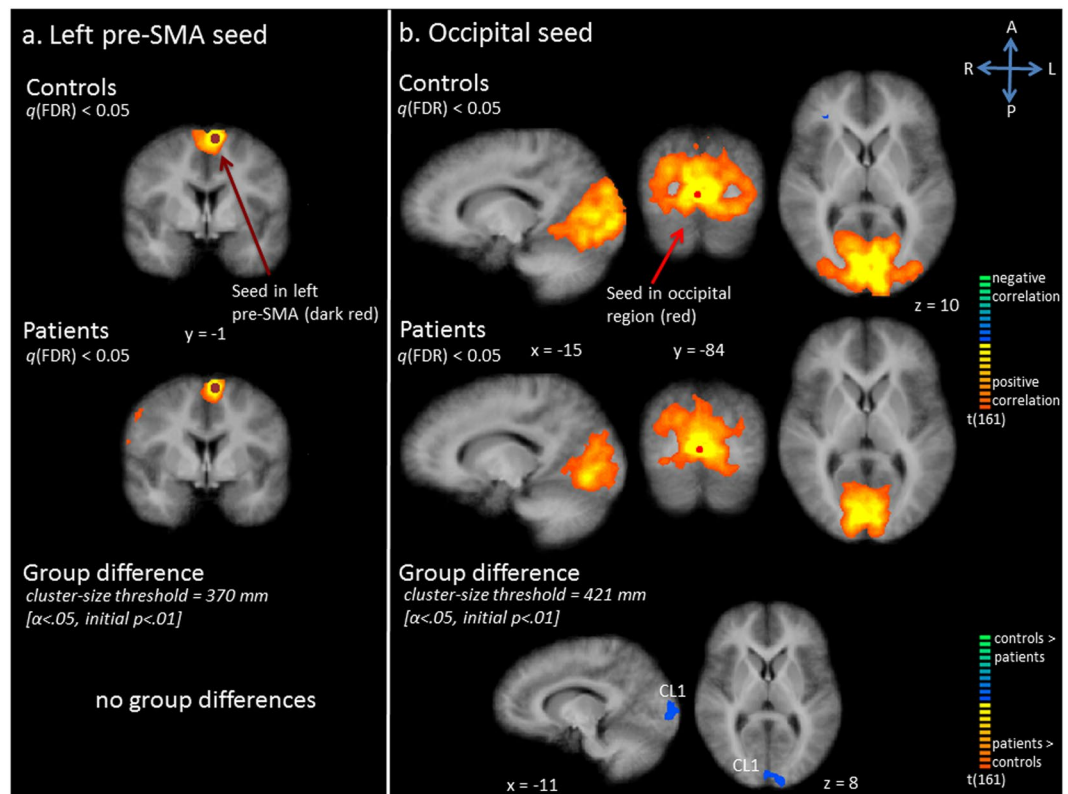 a. Left pre-SMA seed
Controls
q(FDR) < 0.05
Seed in left
pre-SMA (dark red)
Patients
y = -1
q(FDR) < 0.05
Group difference
cluster-size threshold = 370 mm
[α<.05, initial p<.01]
no group differences
b. Occipital seed
Controls
q(FDR) < 0.05
A
R
L
P
Seed in occipital
region (red)
z = 10
negative
correlation
positive
correlation
t(161)
Patients
q(FDR) < 0.05
x = -15
y = -84
Group difference
cluster-size threshold = 421 mm
[α<.05, initial p<.01]
CL1
CL1
x = -11
z = 8
controls >
patients
patients >
controls
t(161)